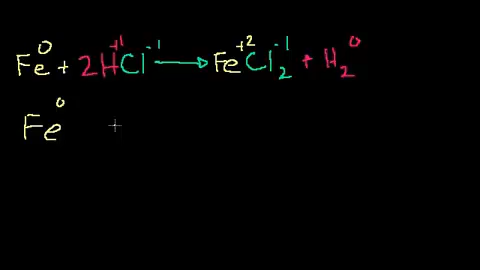 Fe⁰ + 2H⁺¹Cl⁻¹ → Fe⁺²Cl₂⁻¹ + H₂⁰
Fe⁰